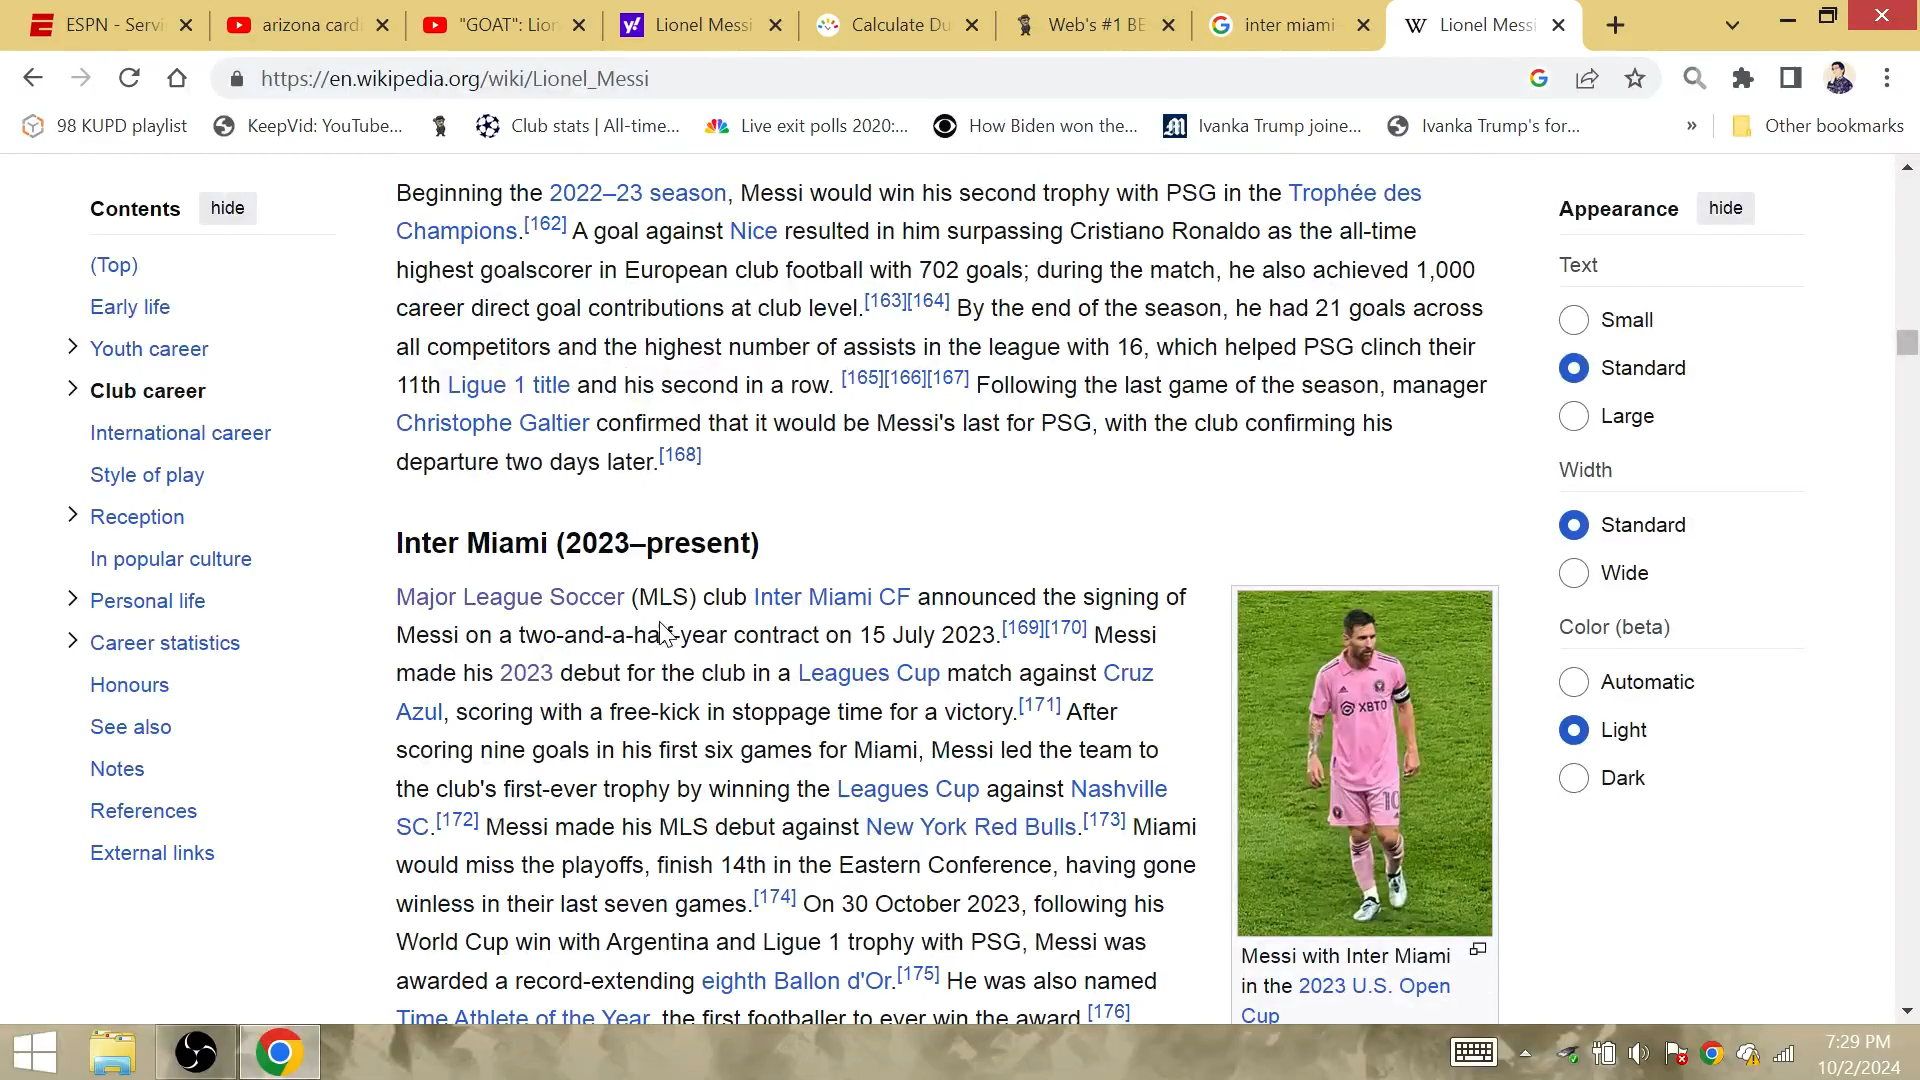 ESPN - Servi
arizona card
"GOAT": Lion
Lionel Messi
Calculate Du
Web's #1 BE
inter miami
Lionel Messi
https://en.wikipedia.org/wiki/Lionel_Messi
98 KUPD playlist
KeepVid: YouTube...
Club stats | All-time...
Live exit polls 2020:...
How Biden won the...
Ivanka Trump joine...
Ivanka Trump's for...
»
Other bookmarks
Contents
hide
(Top)
Early life
Youth career
Club career
International career
Style of play
Reception
In popular culture
Personal life
Career statistics
Honours
See also
Notes
References
External links
Beginning the 2022–23 season, Messi would win his second trophy with PSG in the Trophée des
Champions.[162] A goal against Nice resulted in him surpassing Cristiano Ronaldo as the all-time
highest goalscorer in European club football with 702 goals; during the match, he also achieved 1,000
career direct goal contributions at club level.[163][164] By the end of the season, he had 21 goals across
all competitors and the highest number of assists in the league with 16, which helped PSG clinch their
11th Ligue 1 title and his second in a row. [165][166][167] Following the last game of the season, manager
Christophe Galtier confirmed that it would be Messi's last for PSG, with the club confirming his
departure two days later.[168]
Inter Miami (2023–present)
Major League Soccer (MLS) club Inter Miami CF announced the signing of
Messi on a two-and-a-half-year contract on 15 July 2023.[169][170] Messi
made his 2023 debut for the club in a Leagues Cup match against Cruz
Azul, scoring with a free-kick in stoppage time for a victory.[171] After
scoring nine goals in his first six games for Miami, Messi led the team to
the club's first-ever trophy by winning the Leagues Cup against Nashville
SC.[172] Messi made his MLS debut against New York Red Bulls.[173] Miami
would miss the playoffs, finish 14th in the Eastern Conference, having gone
winless in their last seven games.[174] On 30 October 2023, following his
World Cup win with Argentina and Ligue 1 trophy with PSG, Messi was
awarded a record-extending eighth Ballon d'Or.[175] He was also named
Time Athlete of the Year, the first footballer to ever win the award.[176]
XBTO
10
Messi with Inter Miami
in the 2023 U.S. Open
Cup
Appearance
hide
Text
Small
Standard
Large
Width
Standard
Wide
Color (beta)
Automatic
Light
Dark
7:29 PM
10/2/2024